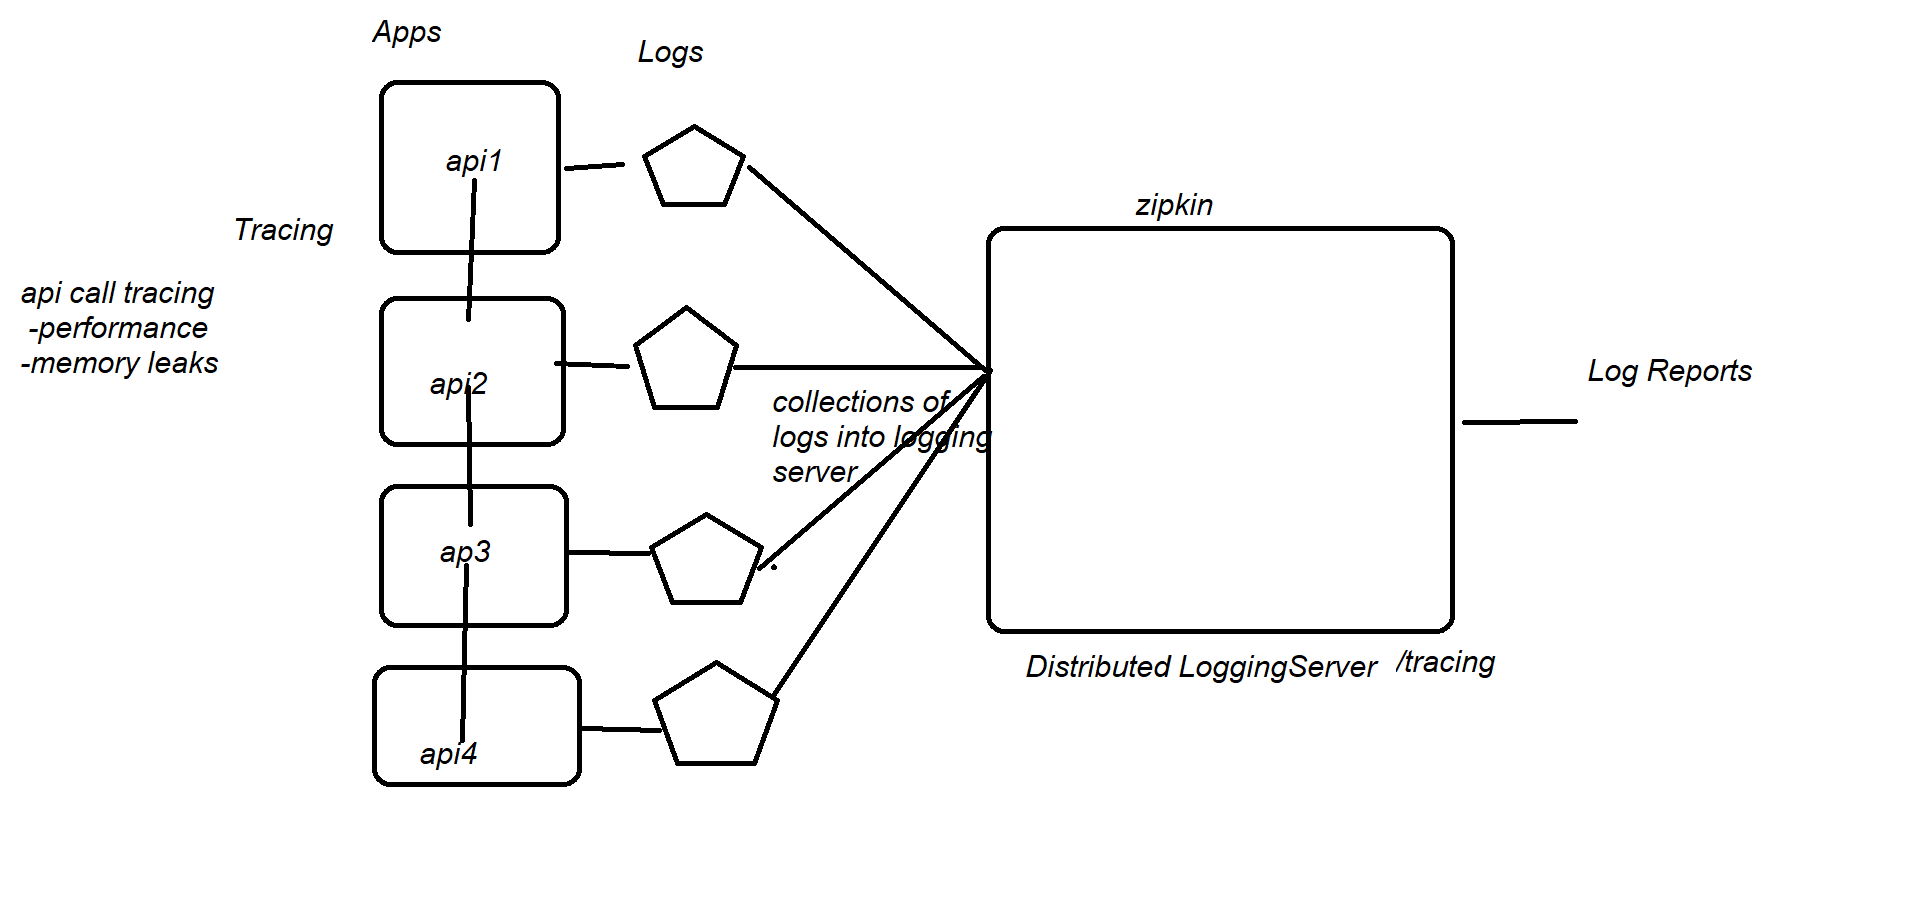 Apps
Logs
api1
Tracing
zipkin
api call tracing
-performance
-memory leaks
api2
collections of
logs into logging
server
Log Reports
ap3
Distributed LoggingServer /tracing
api4